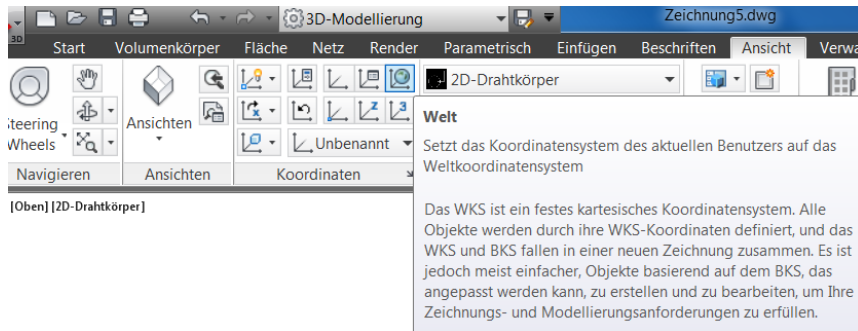 3D-Modellierung
Zeichnung5.dwg
3D
Start Volumenkörper Fläche Netz Render Parametrisch Einfügen Beschriften Ansicht Verwa
2D-Drahtkörper
Steering
Wheels
Ansichten
Unbenannt
Navigieren Ansichten Koordinaten
Welt
Setzt das Koordinatensystem des aktuellen Benutzers auf das
Weltkoordinatensystem
Das WKS ist ein festes kartesisches Koordinatensystem. Alle
Objekte werden durch ihre WKS-Koordinaten definiert, und das
WKS und BKS fallen in einer neuen Zeichnung zusammen. Es ist
jedoch meist einfacher, Objekte basierend auf dem BKS, das
angepasst werden kann, zu erstellen und zu bearbeiten, um Ihre
Zeichnungs- und Modellierungsanforderungen zu erfüllen.
[Oben] [2D-Drahtkörper]